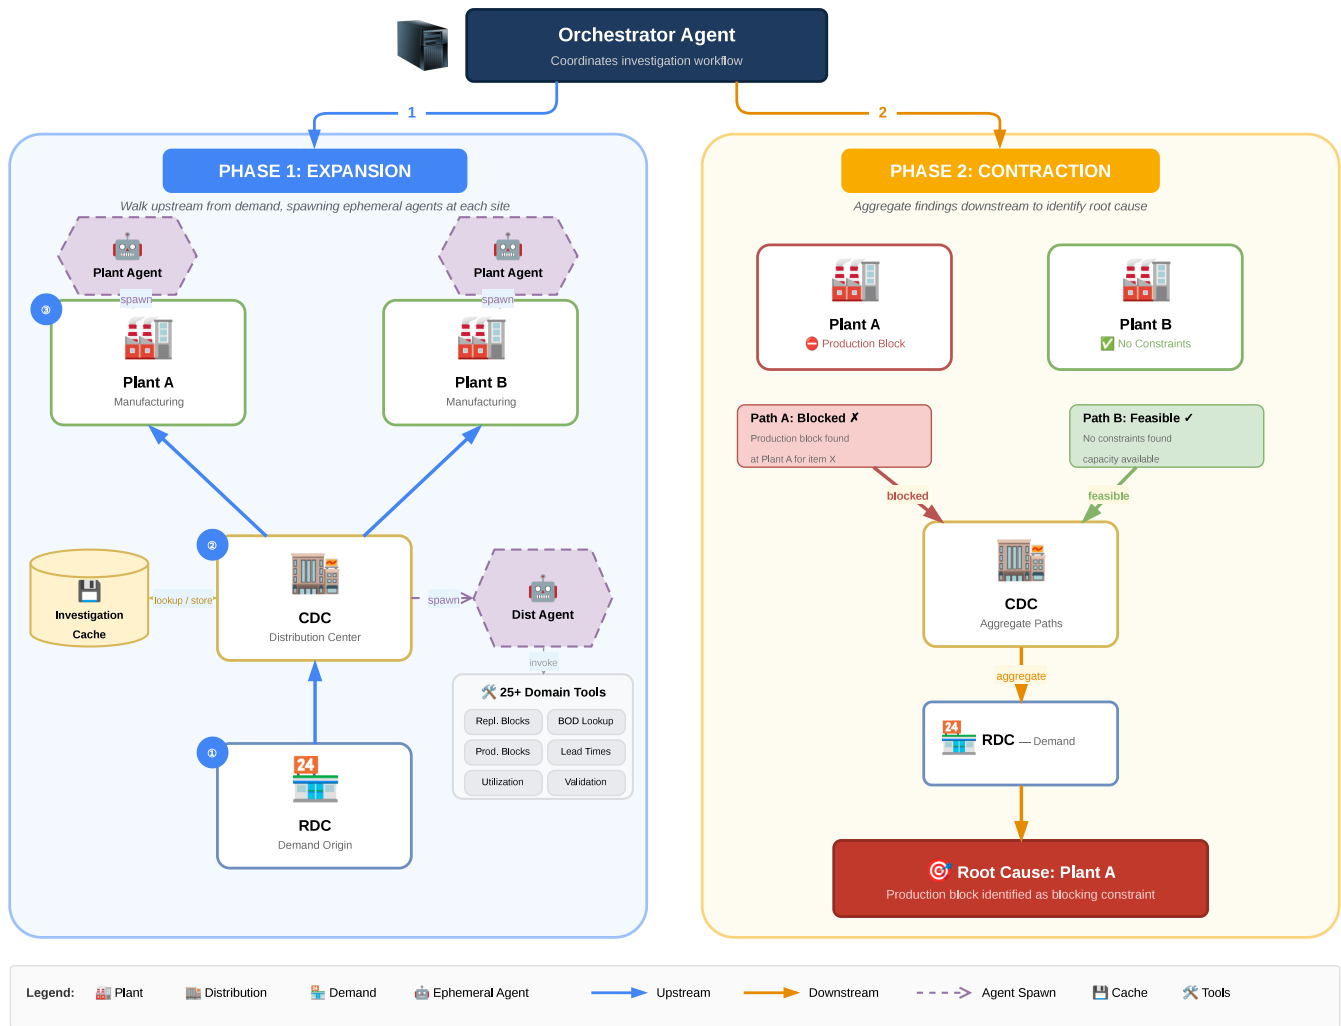 Orchestrator Agent
Coordinates investigation workflow
1
2
PHASE 1: EXPANSION
Walk upstream from demand, spawning ephemeral agents at each site
Plant Agent
Plant Agent
spawn
spawn
③
Plant A
Manufacturing
Plant B
Manufacturing
②
CDC
Distribution Center
Investigation
Cache
lookup / store
spawn
Dist Agent
invoke
25+ Domain Tools
Repl. Blocks
BOD Lookup
Prod. Blocks
Lead Times
Utilization
Validation
①
24
RDC
Demand Origin
PHASE 2: CONTRACTION
Aggregate findings downstream to identify root cause
Plant A
⛔ Production Block
Plant B
✅ No Constraints
Path A: Blocked ✗
Production block found
at Plant A for item X
Path B: Feasible ✓
No constraints found
capacity available
blocked
feasible
CDC
Aggregate Paths
aggregate
24
RDC — Demand
Root Cause: Plant A
Production block identified as blocking constraint
Legend: Plant Distribution Demand Ephemeral Agent Upstream Downstream Agent Spawn Cache Tools